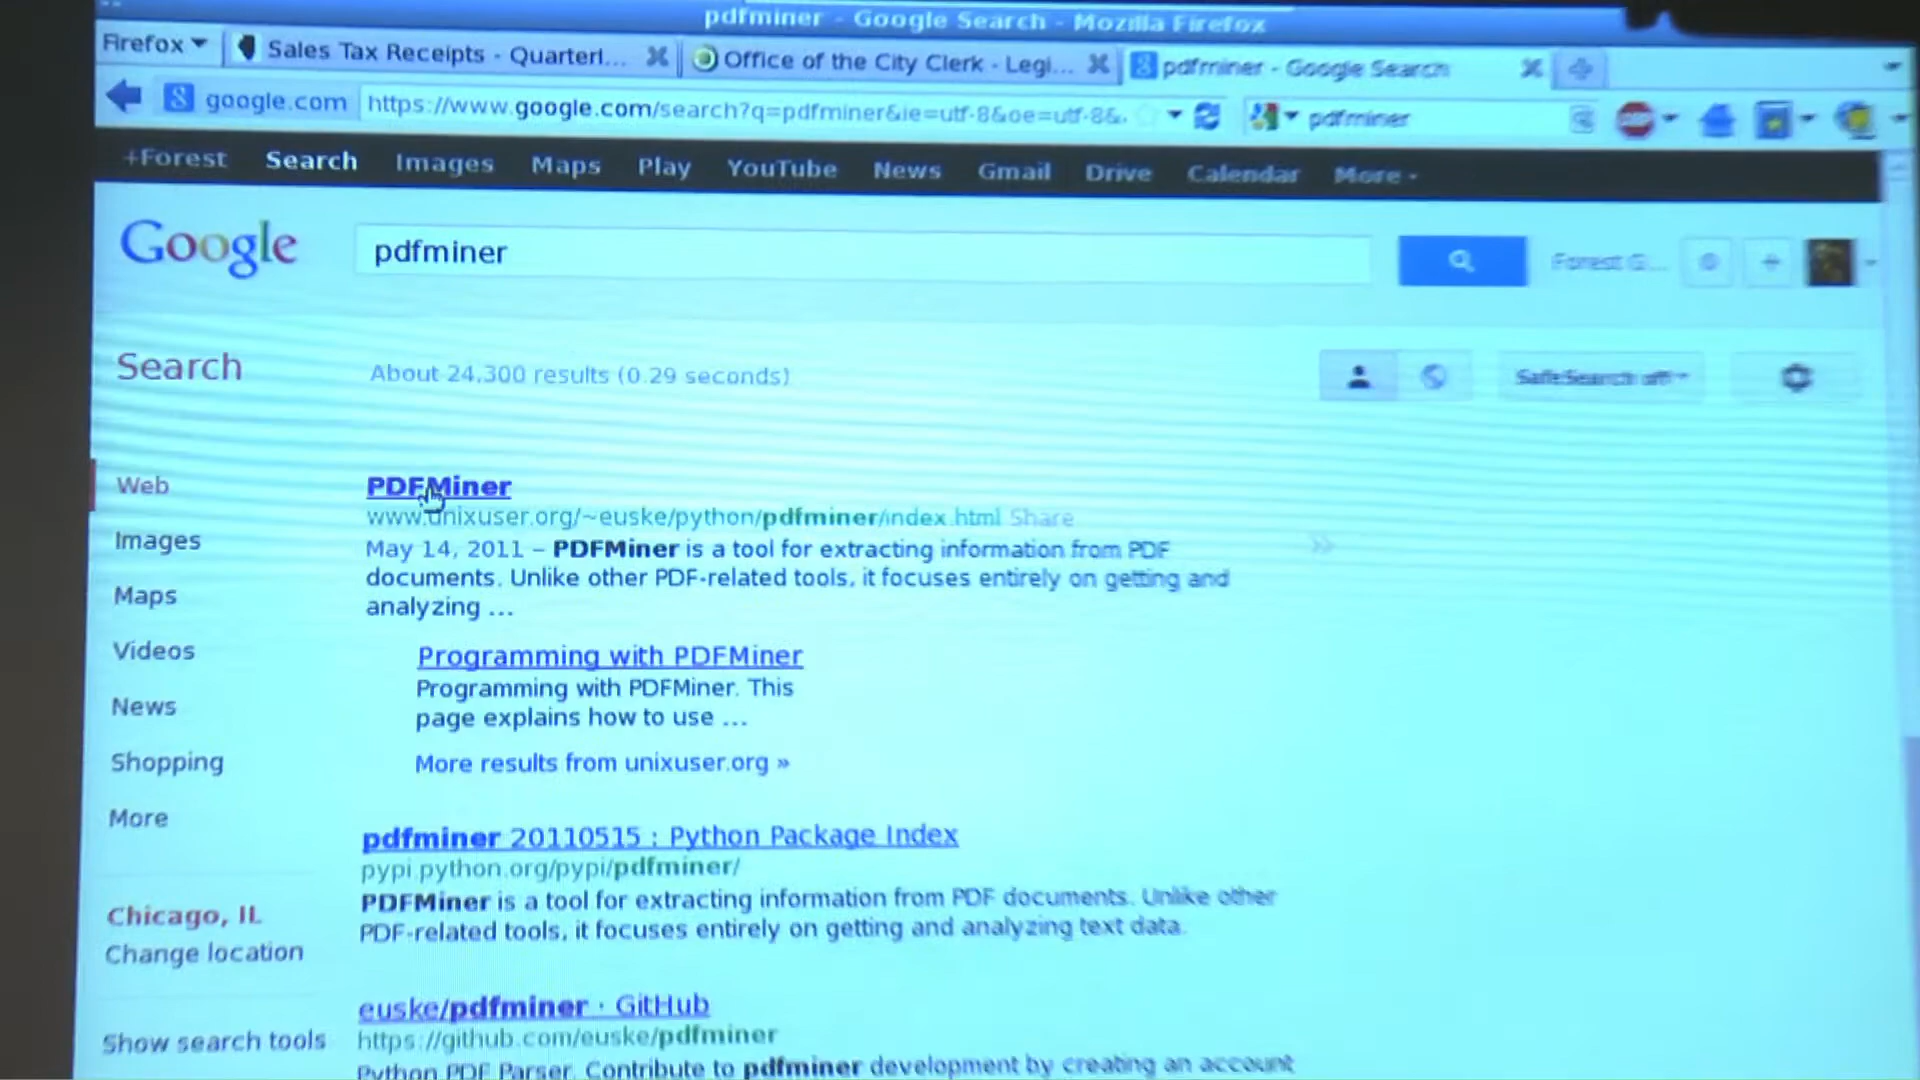 pdfminer - Google Search - Mozilla Firefox
Firefox
Sales Tax Receipts - Quarterl...
Office of the City Clerk - Legi...
pdfminer - Google Search
google.com
https://www.google.com/search?q=pdfminer&ie=utf-8&oe=utf-8&.
pdfminer
+Forest Search Images Maps Play YouTube News Gmail Drive Calendar More
Google
pdfminer
Forest G...
Search
About 24,300 results (0.29 seconds)
SafeSearch off
Web
Images
Maps
Videos
News
Shopping
More
Chicago, IL
Change location
Show search tools
PDFMiner
www.unixuser.org/~euske/python/pdfminer/index.html Share
May 14, 2011 – PDFMiner is a tool for extracting information from PDF
documents. Unlike other PDF-related tools, it focuses entirely on getting and
analyzing ...
Programming with PDFMiner
Programming with PDFMiner. This
page explains how to use ...
More results from unixuser.org »
pdfminer 20110515 : Python Package Index
pypi.python.org/pypi/pdfminer/
PDFMiner is a tool for extracting information from PDF documents. Unlike other
PDF-related tools, it focuses entirely on getting and analyzing text data.
euske/pdfminer · GitHub
https://github.com/euske/pdfminer
Python PDF Parser. Contribute to pdfminer development by creating an account